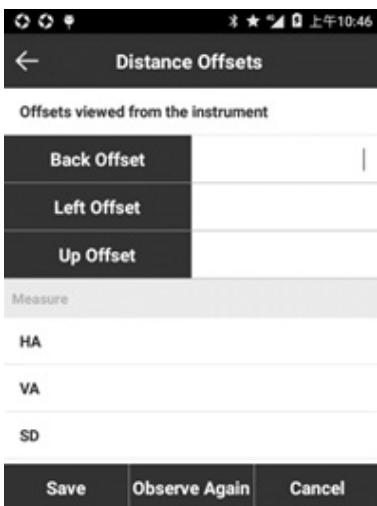 上午10:46
Distance Offsets
Offsets viewed from the instrument
Back Offset
Left Offset
Up Offset
Measure
HA
VA
SD
Save Observe Again Cancel